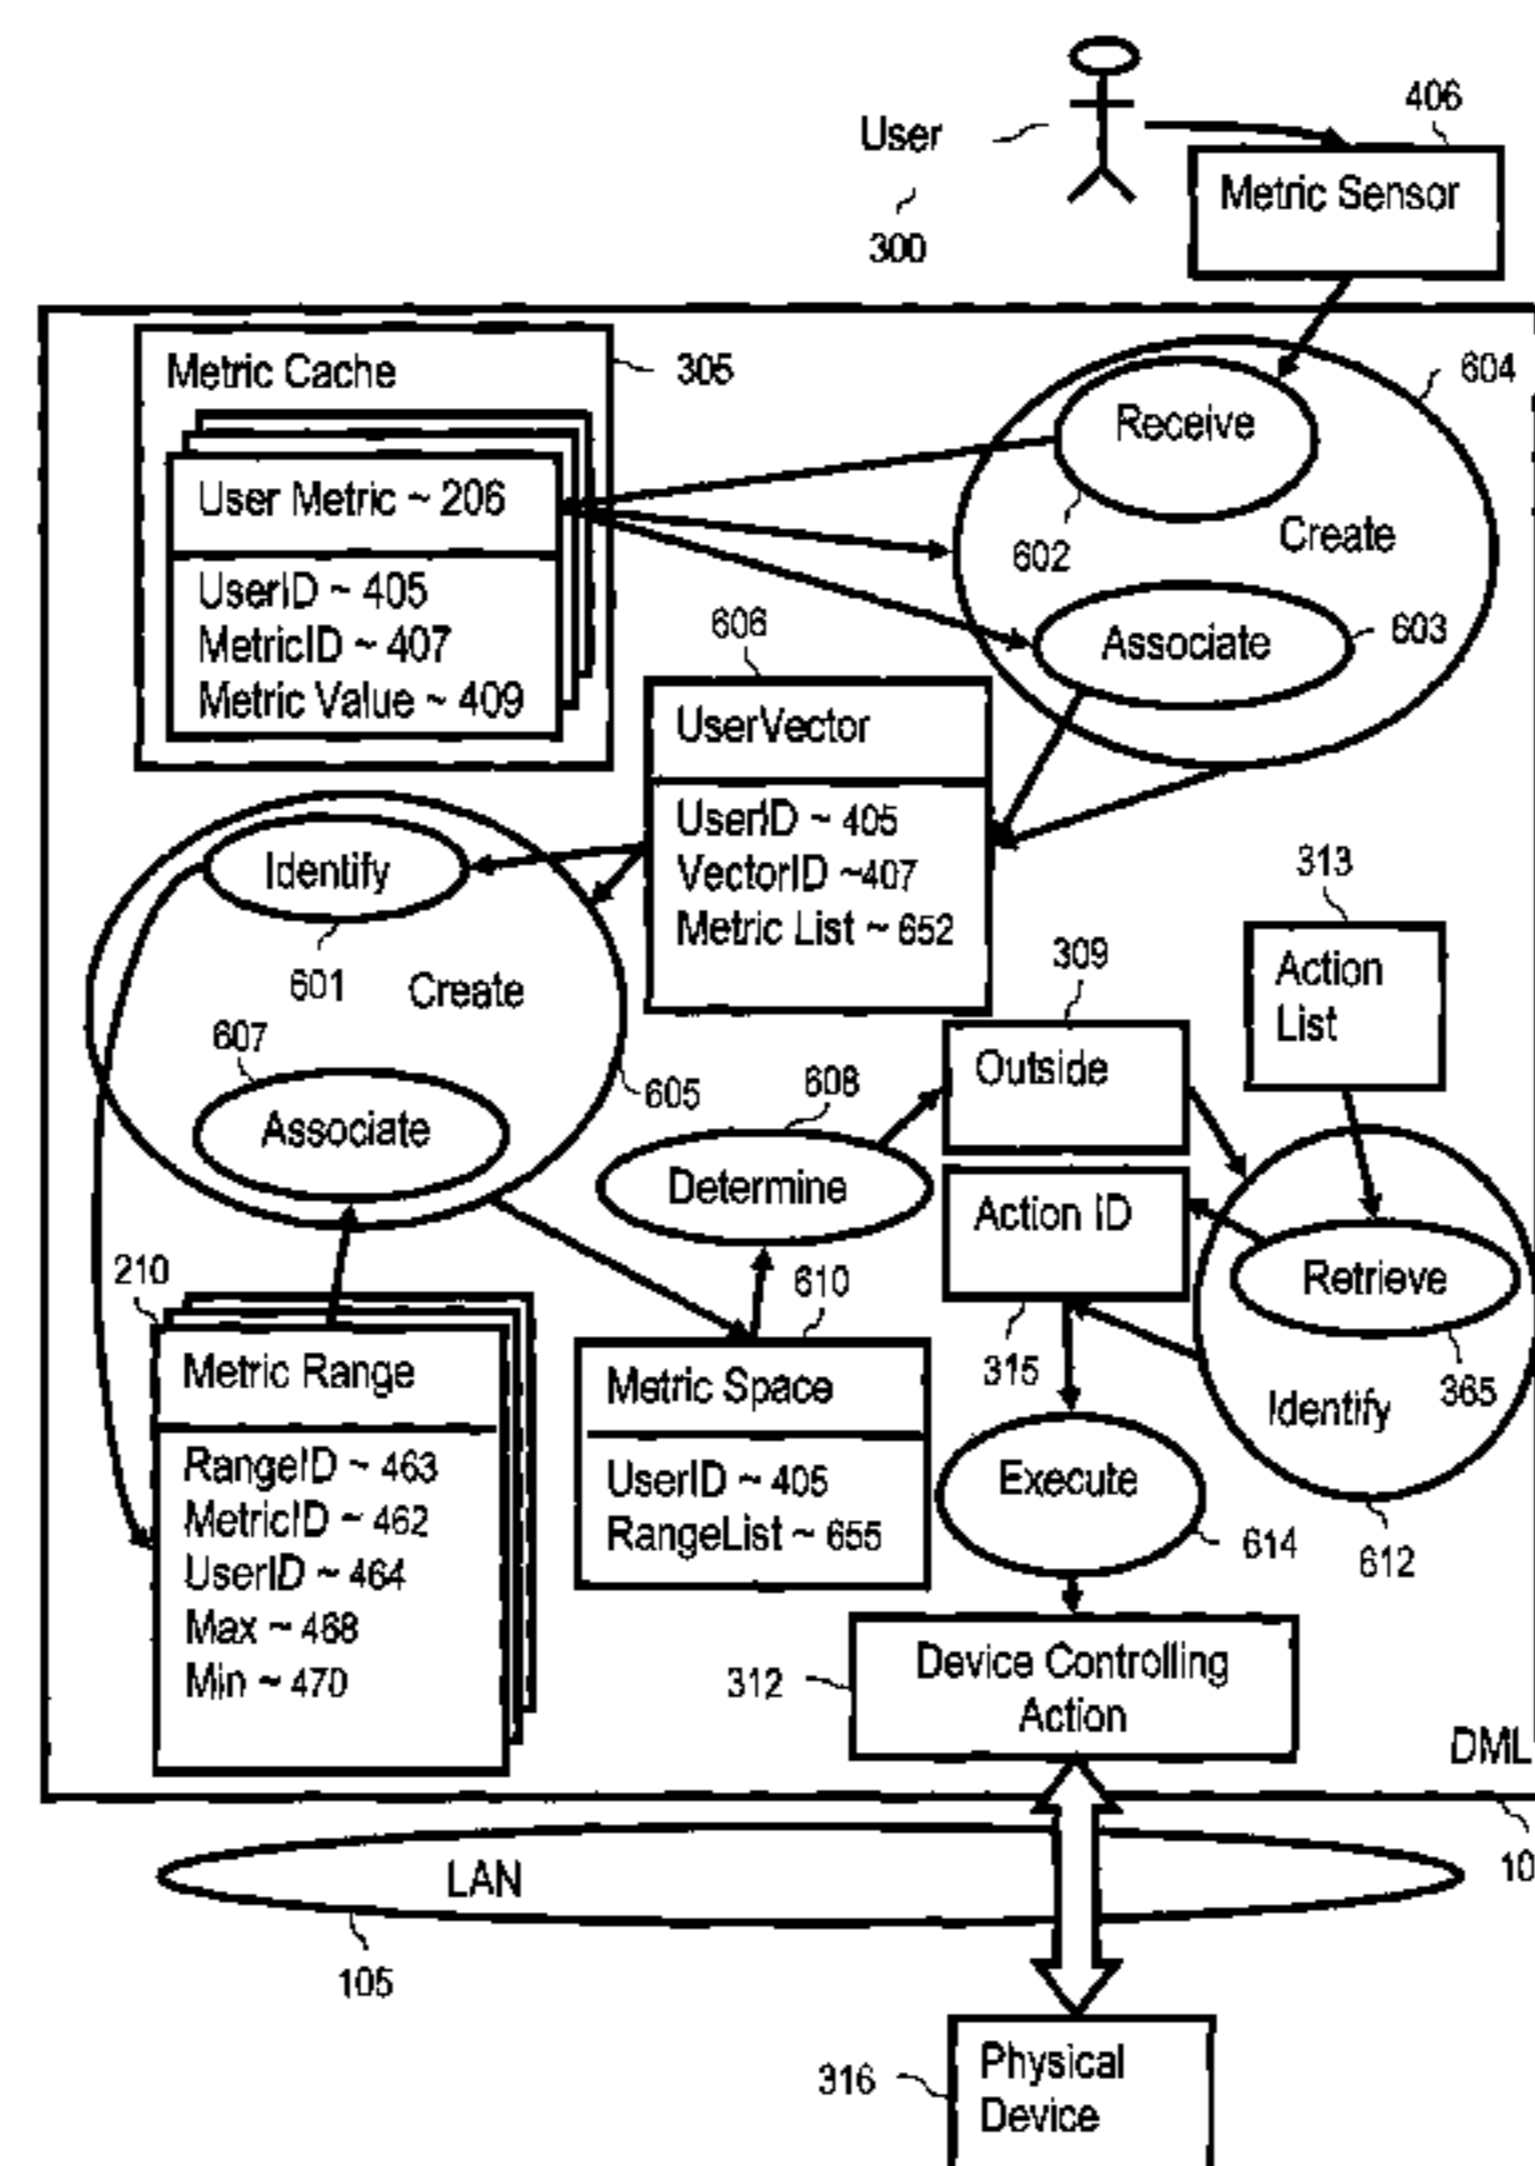 406
User
Metric Sensor
300
Metric Cache
305
604
Receive
User Metric ~ 206
602
Create
UserID ~ 405
MetricID ~ 407
Metric Value ~ 409
606
Associate
603
UserVector
UserID ~ 405
VectorID ~407
Metric List ~ 652
Identify
601
Create
313
Action
List
309
Outside
607
Associate
605
608
Determine
Action ID
Retrieve
210
610
315
365
Identify
Metric Range
RangeID ~ 463
MetricID ~ 462
UserID ~ 464
Max ~ 468
Min ~ 470
Metric Space
UserID ~ 405
RangeList ~ 655
Execute
614
612
312
Device Controlling
Action
DML
10
LAN
105
316
Physical
Device